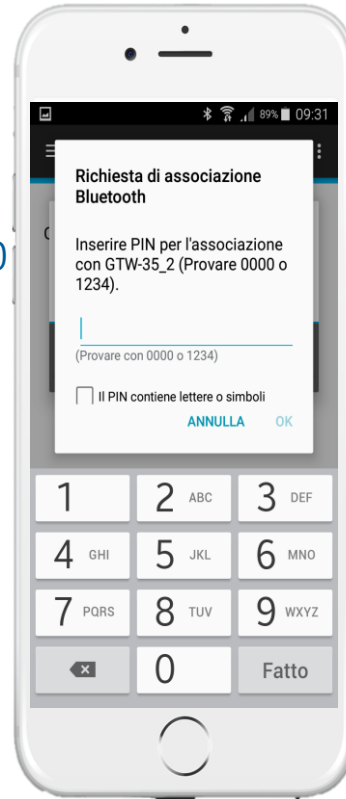 89% 09:31
Richiesta di associazione
Bluetooth
Inserire PIN per l'associazione
con GTW-35_2 (Provare 0000 o
1234).
(Provare con 0000 o 1234)
Il PIN contiene lettere o simboli
ANNULLA OK
1 2 ABC 3 DEF
4 GHI 5 JKL 6 MNO
7 PQRS 8 TUV 9 WXYZ
0 Fatto